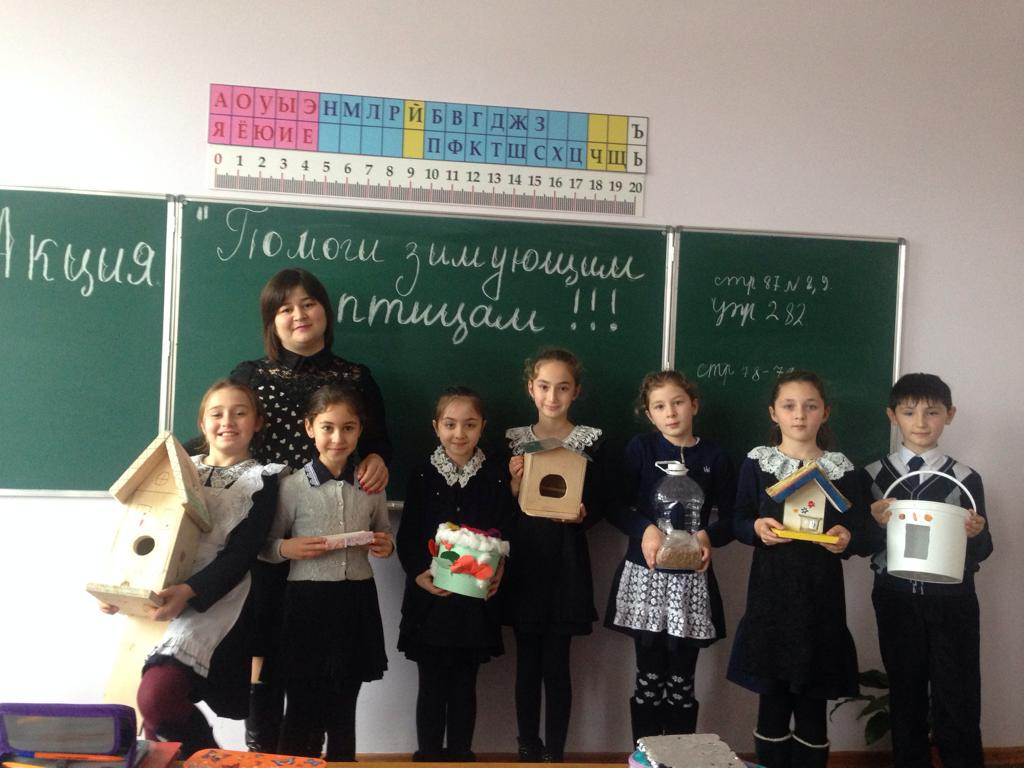 А О У Ы Э Н М Л Р Й Б В Г Д Ж З Ъ
Я Ё Ю И Е П Ф К Т Ш С Х Ц Ч Щ Ь
0 1 2 3 4 5 6 7 8 9 10 11 12 13 14 15 16 17 18 19 20
Акция
"Помоги зимующим
птицам !!!
стр 87 № 8,9
упр 282
стр